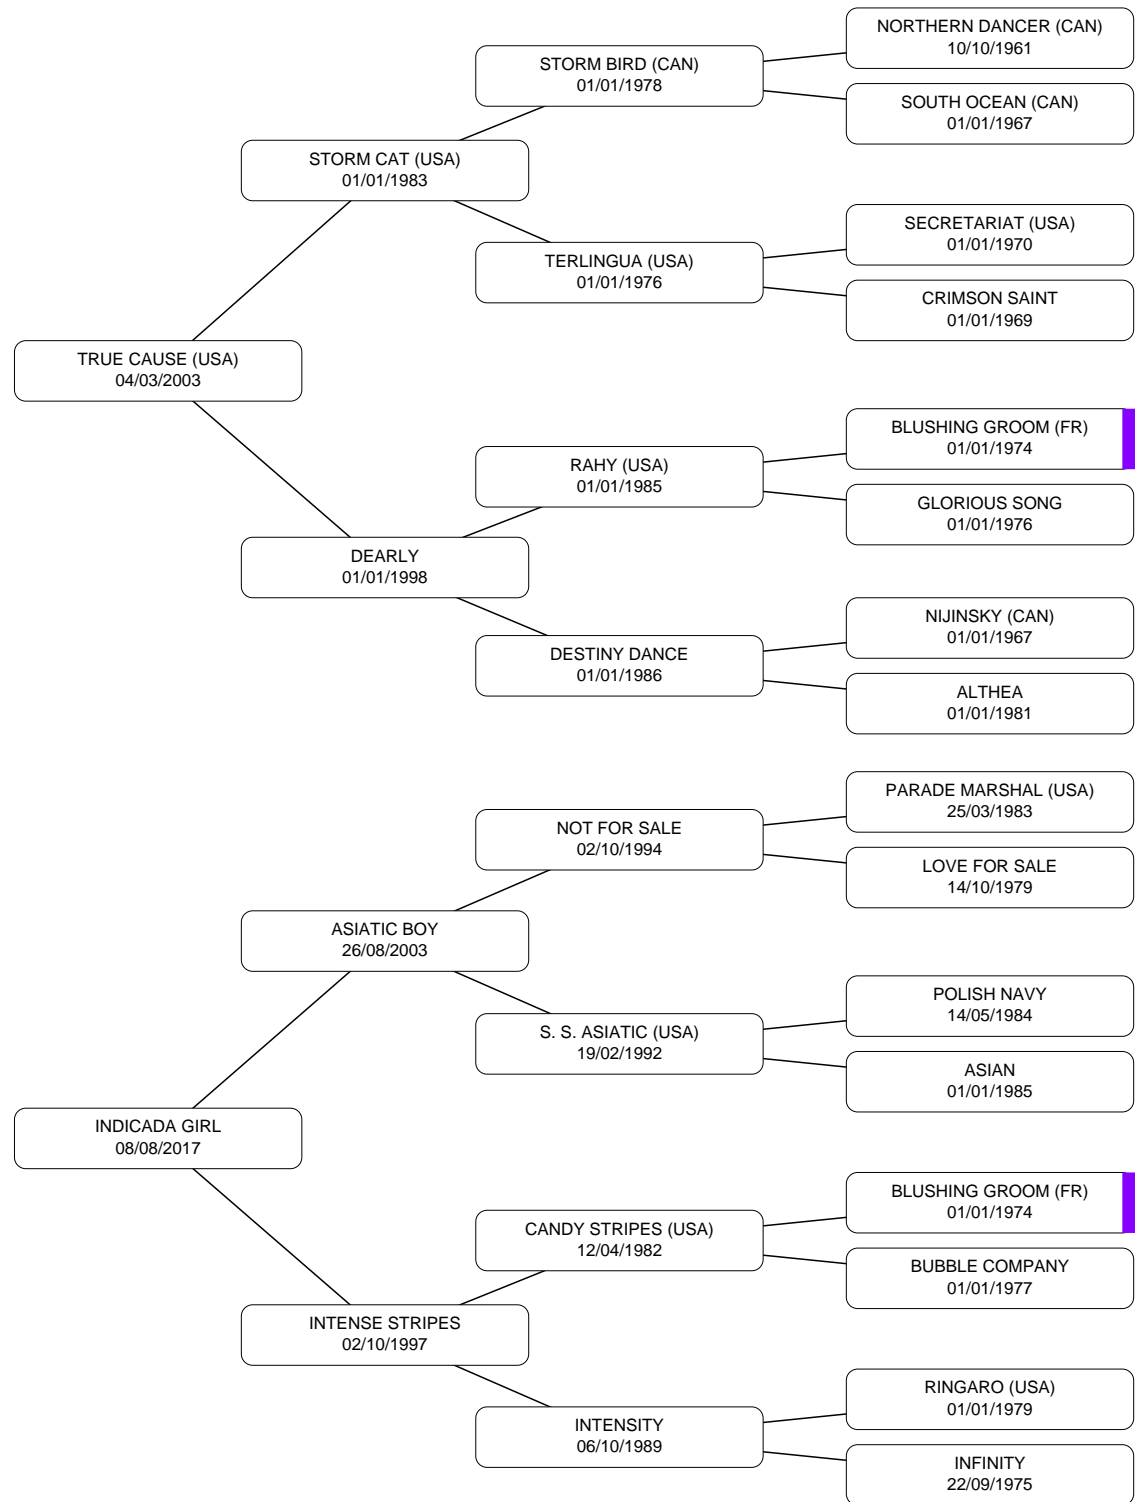 NORTHERN DANCER (CAN)
10/10/1961
STORM BIRD (CAN)
01/01/1978
SOUTH OCEAN (CAN)
01/01/1967
STORM CAT (USA)
01/01/1983
SECRETARIAT (USA)
01/01/1970
TERLINGUA (USA)
01/01/1976
CRIMSON SAINT
01/01/1969
TRUE CAUSE (USA)
04/03/2003
BLUSHING GROOM (FR)
01/01/1974
RAHY (USA)
01/01/1985
GLORIOUS SONG
01/01/1976
DEARLY
01/01/1998
NIJINSKY (CAN)
01/01/1967
DESTINY DANCE
01/01/1986
ALTHEA
01/01/1981
PARADE MARSHAL (USA)
25/03/1983
NOT FOR SALE
02/10/1994
LOVE FOR SALE
14/10/1979
ASIATIC BOY
26/08/2003
POLISH NAVY
14/05/1984
S. S. ASIATIC (USA)
19/02/1992
ASIAN
01/01/1985
INDICADA GIRL
08/08/2017
BLUSHING GROOM (FR)
01/01/1974
CANDY STRIPES (USA)
12/04/1982
BUBBLE COMPANY
01/01/1977
INTENSE STRIPES
02/10/1997
RINGARO (USA)
01/01/1979
INTENSITY
06/10/1989
INFINITY
22/09/1975